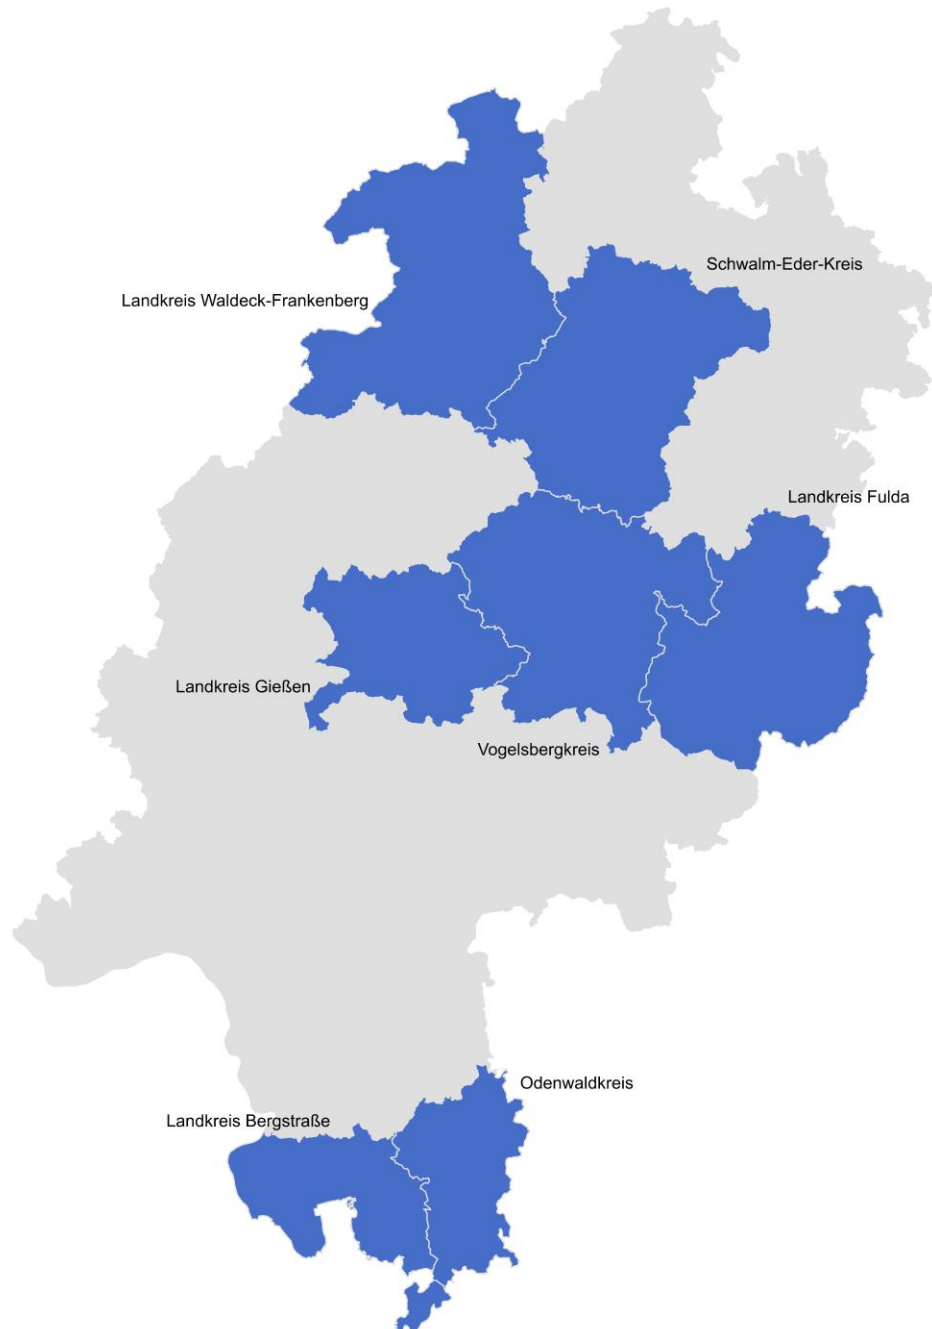 Schwalm-Eder-Kreis
Landkreis Waldeck-Frankenberg
Landkreis Fulda
Landkreis Gießen
Vogelsbergkreis
Odenwaldkreis
Landkreis Bergstraße